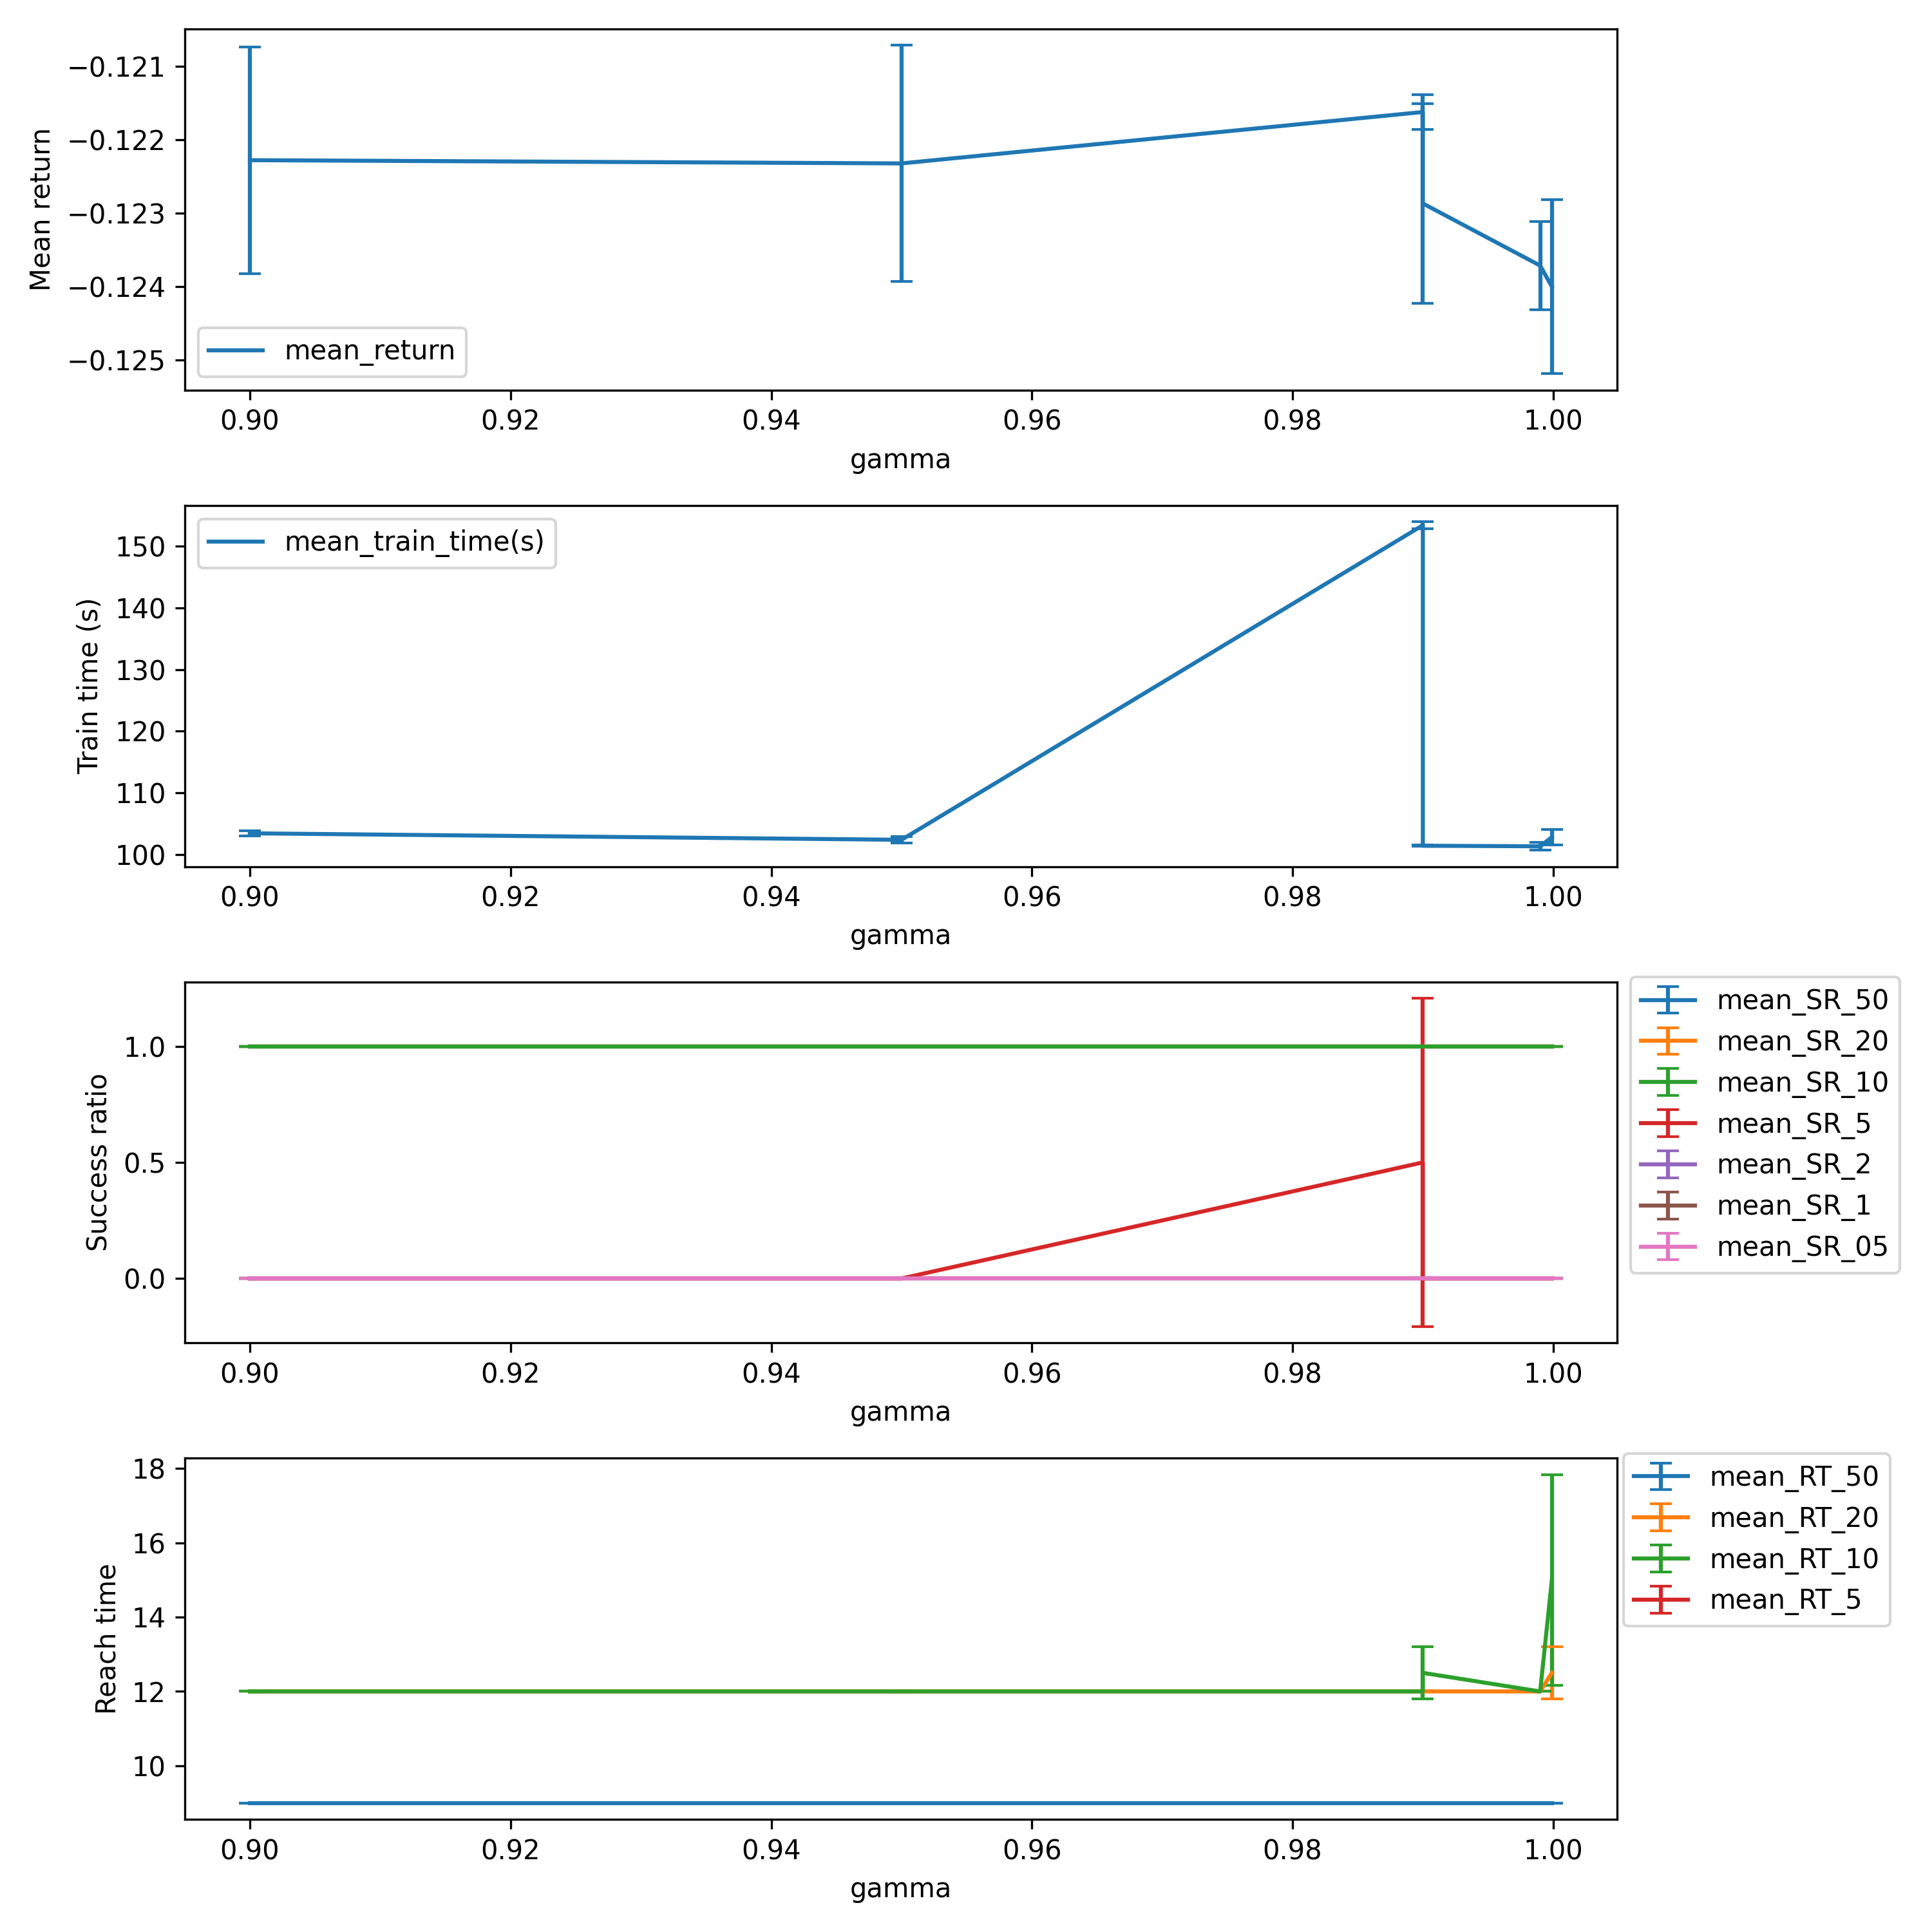 −0.121
−0.122
−0.123
−0.124
−0.125
Mean return
mean_return
0.90 0.92 0.94 0.96 0.98 1.00
gamma
150
140
130
120
110
100
Train time (s)
mean_train_time(s)
0.90 0.92 0.94 0.96 0.98 1.00
gamma
1.0
0.5
0.0
Success ratio
mean_SR_50
mean_SR_20
mean_SR_10
mean_SR_5
mean_SR_2
mean_SR_1
mean_SR_05
0.90 0.92 0.94 0.96 0.98 1.00
gamma
18
16
14
12
10
Reach time
mean_RT_50
mean_RT_20
mean_RT_10
mean_RT_5
0.90 0.92 0.94 0.96 0.98 1.00
gamma